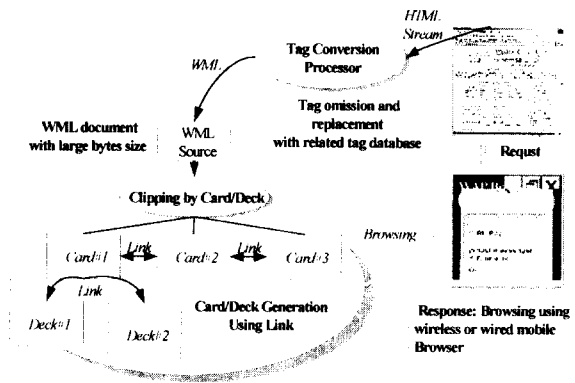 HTML
Stream
Tag Conversion
Processor
WML
Tag omission and
replacement
with related tag database
WML document
with large bytes size
WML
Source
Requst
Clipping by Card/Deck
Browsing
Card#1
Link
Card#2
Link
Card#3
Link
Deck#1
Deck#2
Card/Deck Generation
Using Link
Response: Browsing using
wireless or wired mobile
Browser